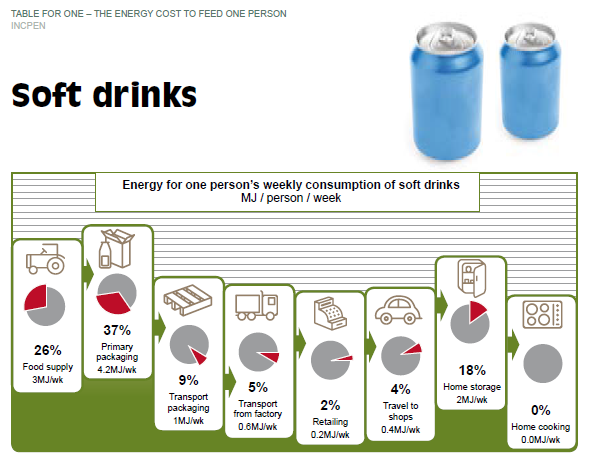 TABLE FOR ONE – THE ENERGY COST TO FEED ONE PERSON
INCPEN
Soft drinks
Energy for one person's weekly consumption of soft drinks
MJ / person / week
26%
Food supply
3MJ/wk
37%
Primary
packaging
4.2MJ/wk
9%
Transport
packaging
1MJ/wk
5%
Transport
from factory
0.6MJ/wk
2%
Retailing
0.2MJ/wk
4%
Travel to
shops
0.4MJ/wk
18%
Home storage
2MJ/wk
0%
Home cooking
0.0MJ/wk